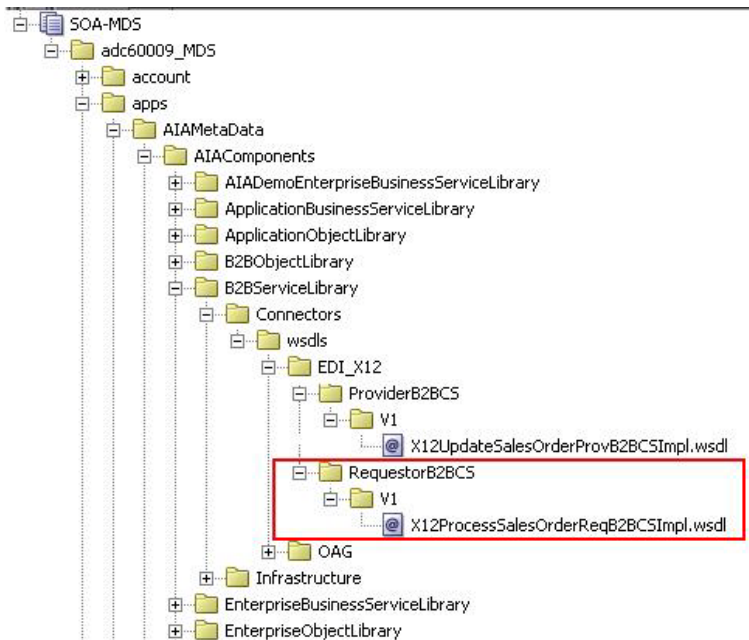 SOA-MDS
adc60009_MDS
account
apps
AIAMetaData
AIAComponents
AIADemoEnterpriseBusinessServiceLibrary
ApplicationBusinessServiceLibrary
ApplicationObjectLibrary
B2BObjectLibrary
B2BServiceLibrary
Connectors
wsdls
EDI_X12
ProviderB2BCS
V1
X12UpdateSalesOrderProvB2BCSImpl.wsdl
RequestorB2BCS
V1
X12ProcessSalesOrderReqB2BCSImpl.wsdl
OAG
Infrastructure
EnterpriseBusinessServiceLibrary
EnterpriseObjectLibrary